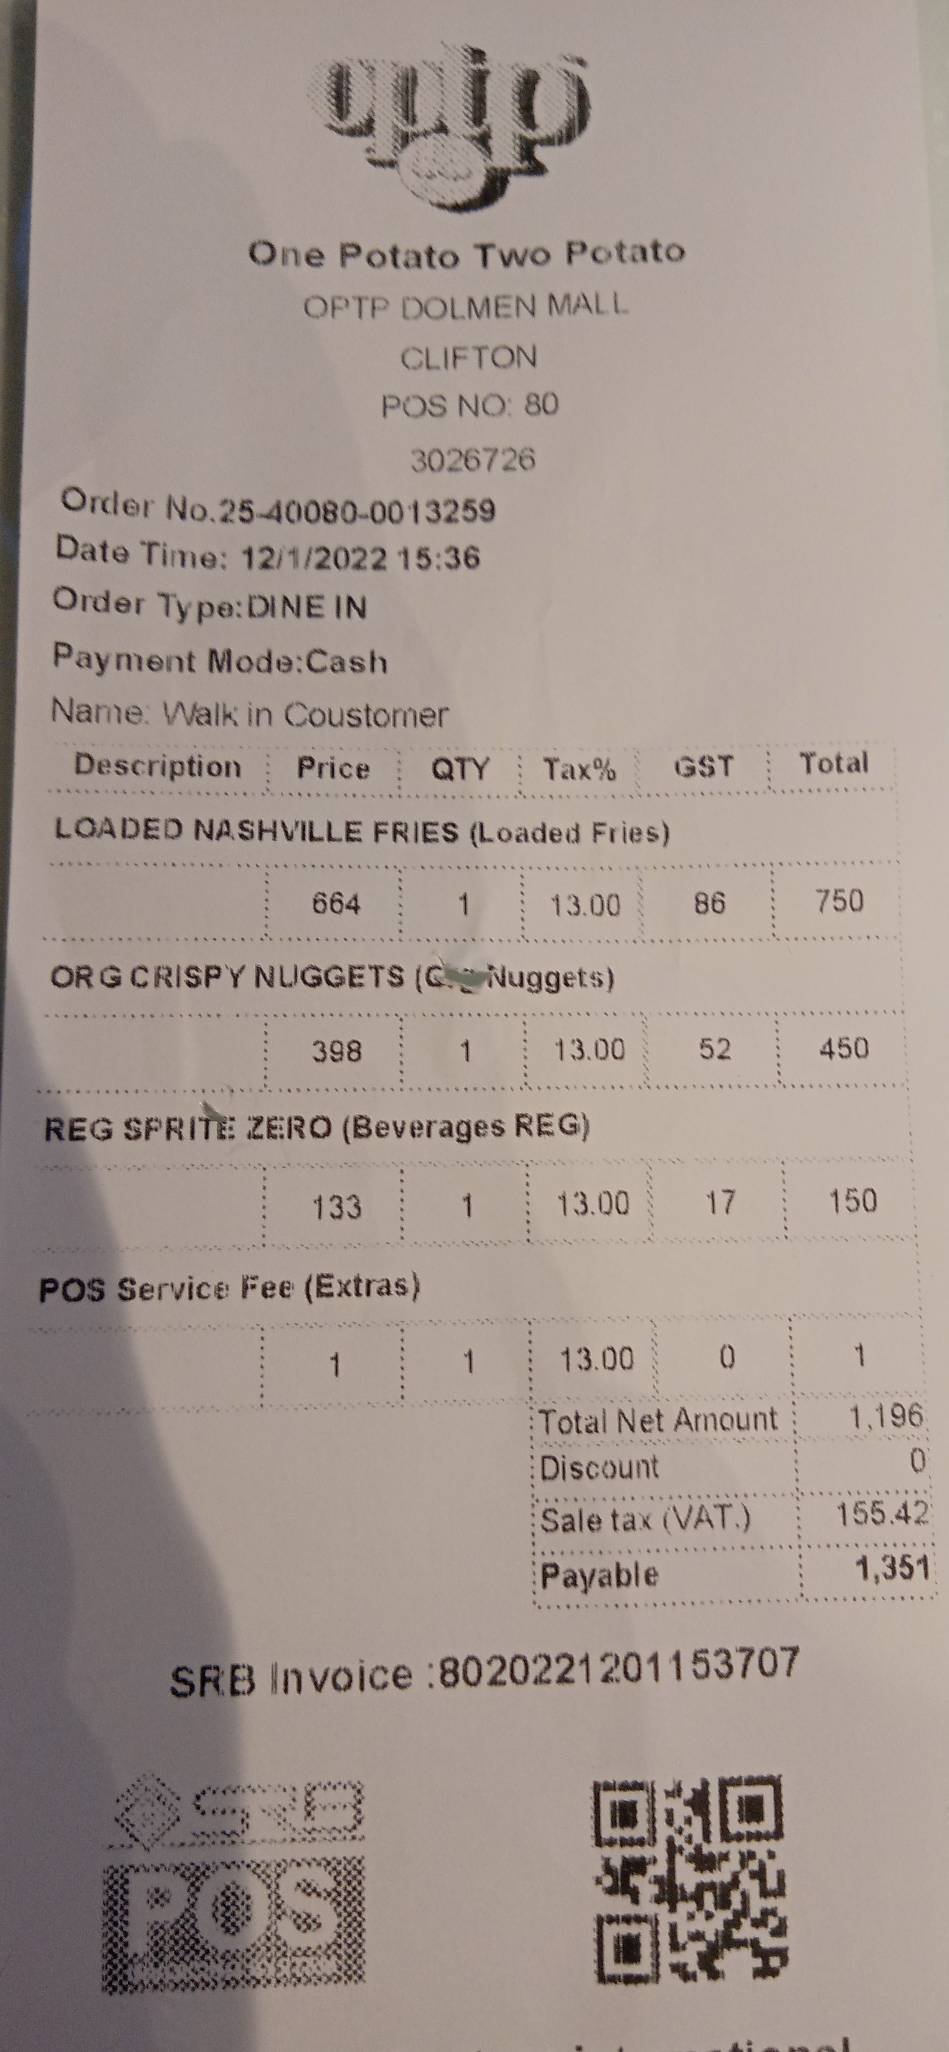 optp
One Potato Two Potato
OPTP DOLMEN MALL
CLIFTON
POS NO: 80
3026726
Order No.25-40080-0013259
Date Time: 12/1/2022 15:36
Order Type:DINE IN
Payment Mode:Cash
Name: Walk in Coustomer
Description Price QTY Tax% GST Total
LOADED NASHVILLE FRIES (Loaded Fries)
664 1 13.00 86 750
ORG CRISPY NUGGETS (Org Nuggets)
398 1 13.00 52 450
REG SPRITE ZERO (Beverages REG)
133 1 13.00 17 150
POS Service Fee (Extras)
1 1 13.00 0 1
Total Net Amount 1,196
Discount 0
Sale tax (VAT.) 155.42
Payable 1,351
SRB Invoice :8020221201153707
SRB
POS